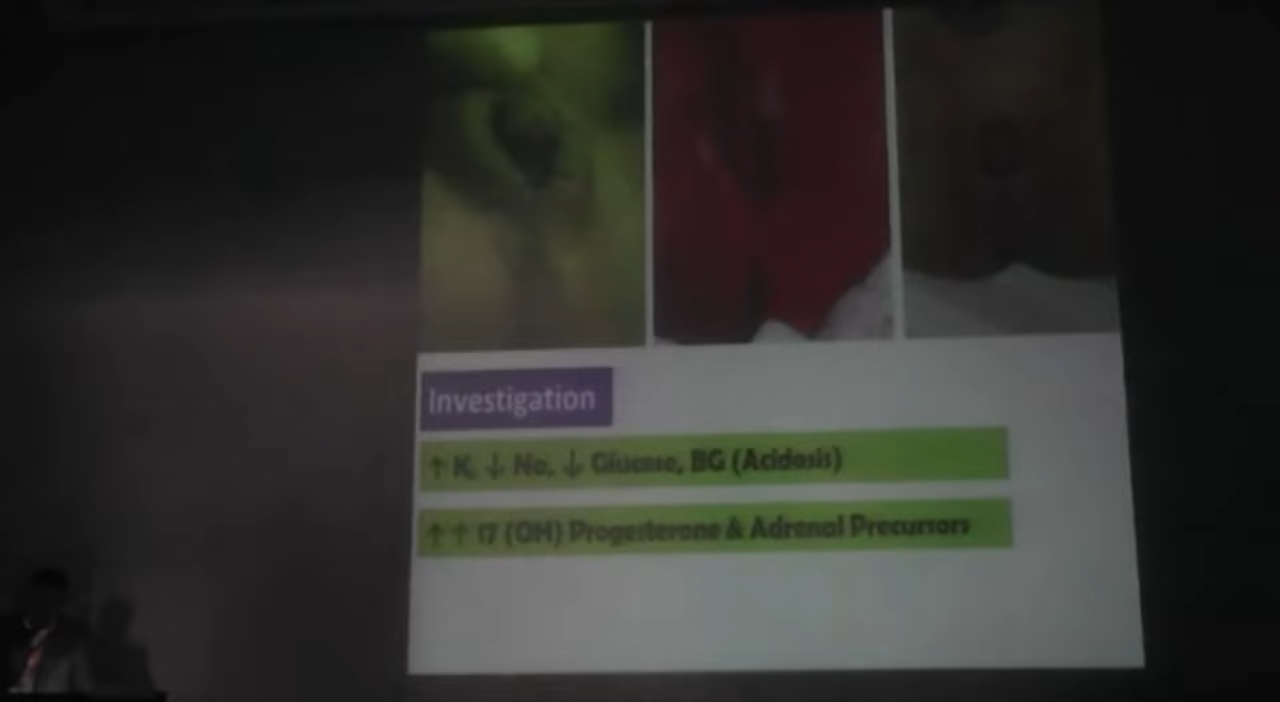 Investigation
↑ K, ↓ Na, ↓ Glucose, BG (Acidosis)
↑ ↑ 17 (OH) Progesterone & Adrenal Precursors